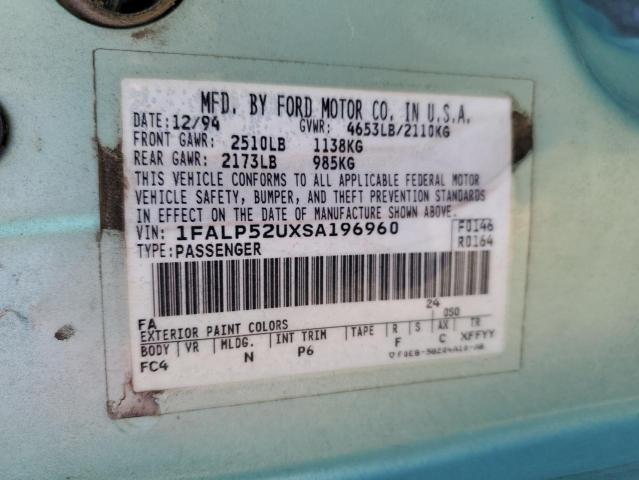 MFD. BY FORD MOTOR CO. IN U.S.A.
DATE: 12/94 GVWR: 4653LB/2110KG
FRONT GAWR: 2510LB 1138KG
REAR GAWR: 2173LB 985KG
THIS VEHICLE CONFORMS TO ALL APPLICABLE FEDERAL MOTOR
VEHICLE SAFETY, BUMPER, AND THEFT PREVENTION STANDARDS
IN EFFECT ON THE DATE OF MANUFACTURE SHOWN ABOVE.
VIN: 1FALP52UXSA196960 F0146
TYPE: PASSENGER R0164
24
FA 050
EXTERIOR PAINT COLORS
BODY VR MLDG. INT TRIM TAPE R S AX TR
FC4 N P6 F C XFFYY